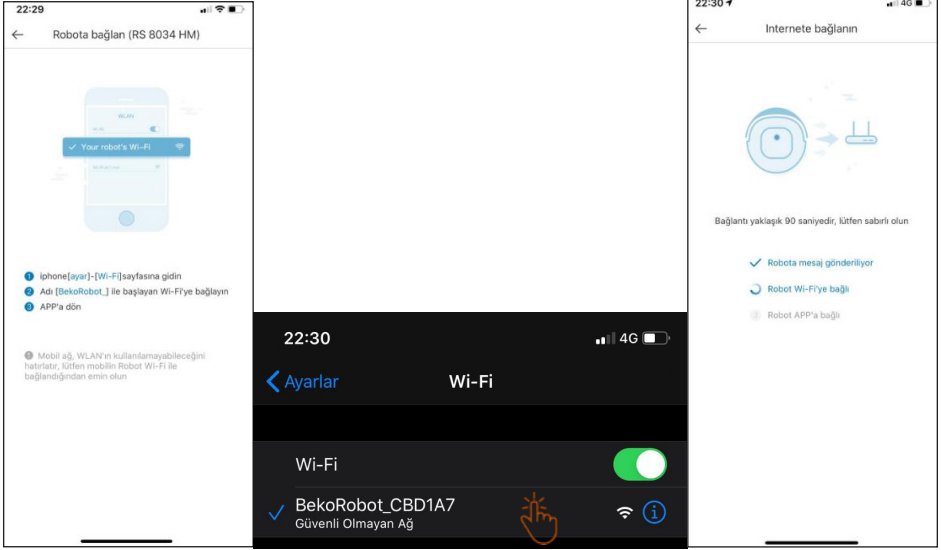 22:29
Robota bağlan (RS 8034 HM)
WLAN
Your robot's Wi-Fi
1 iphone[ayar]-[Wi-Fi]sayfasına gidin
2 Adı [BekoRobot_] ile başlayan Wi-Fi'ye bağlayın
3 APP'a dön
Mobil ağ, WLAN'ın kullanılamayabileceğini
hatırlatır, lütfen mobilin Robot Wi-Fi ile
bağlandığından emin olun
22:30
4G
Ayarlar
Wi-Fi
Wi-Fi
BekoRobot_CBD1A7
Güvenli Olmayan Ağ
22:30
4G
Internete bağlanın
Bağlantı yaklaşık 90 saniyedir, lütfen sabırlı olun
Robota mesaj gönderiliyor
Robot Wi-Fi'ye bağlı
3 Robot APP'a bağlı